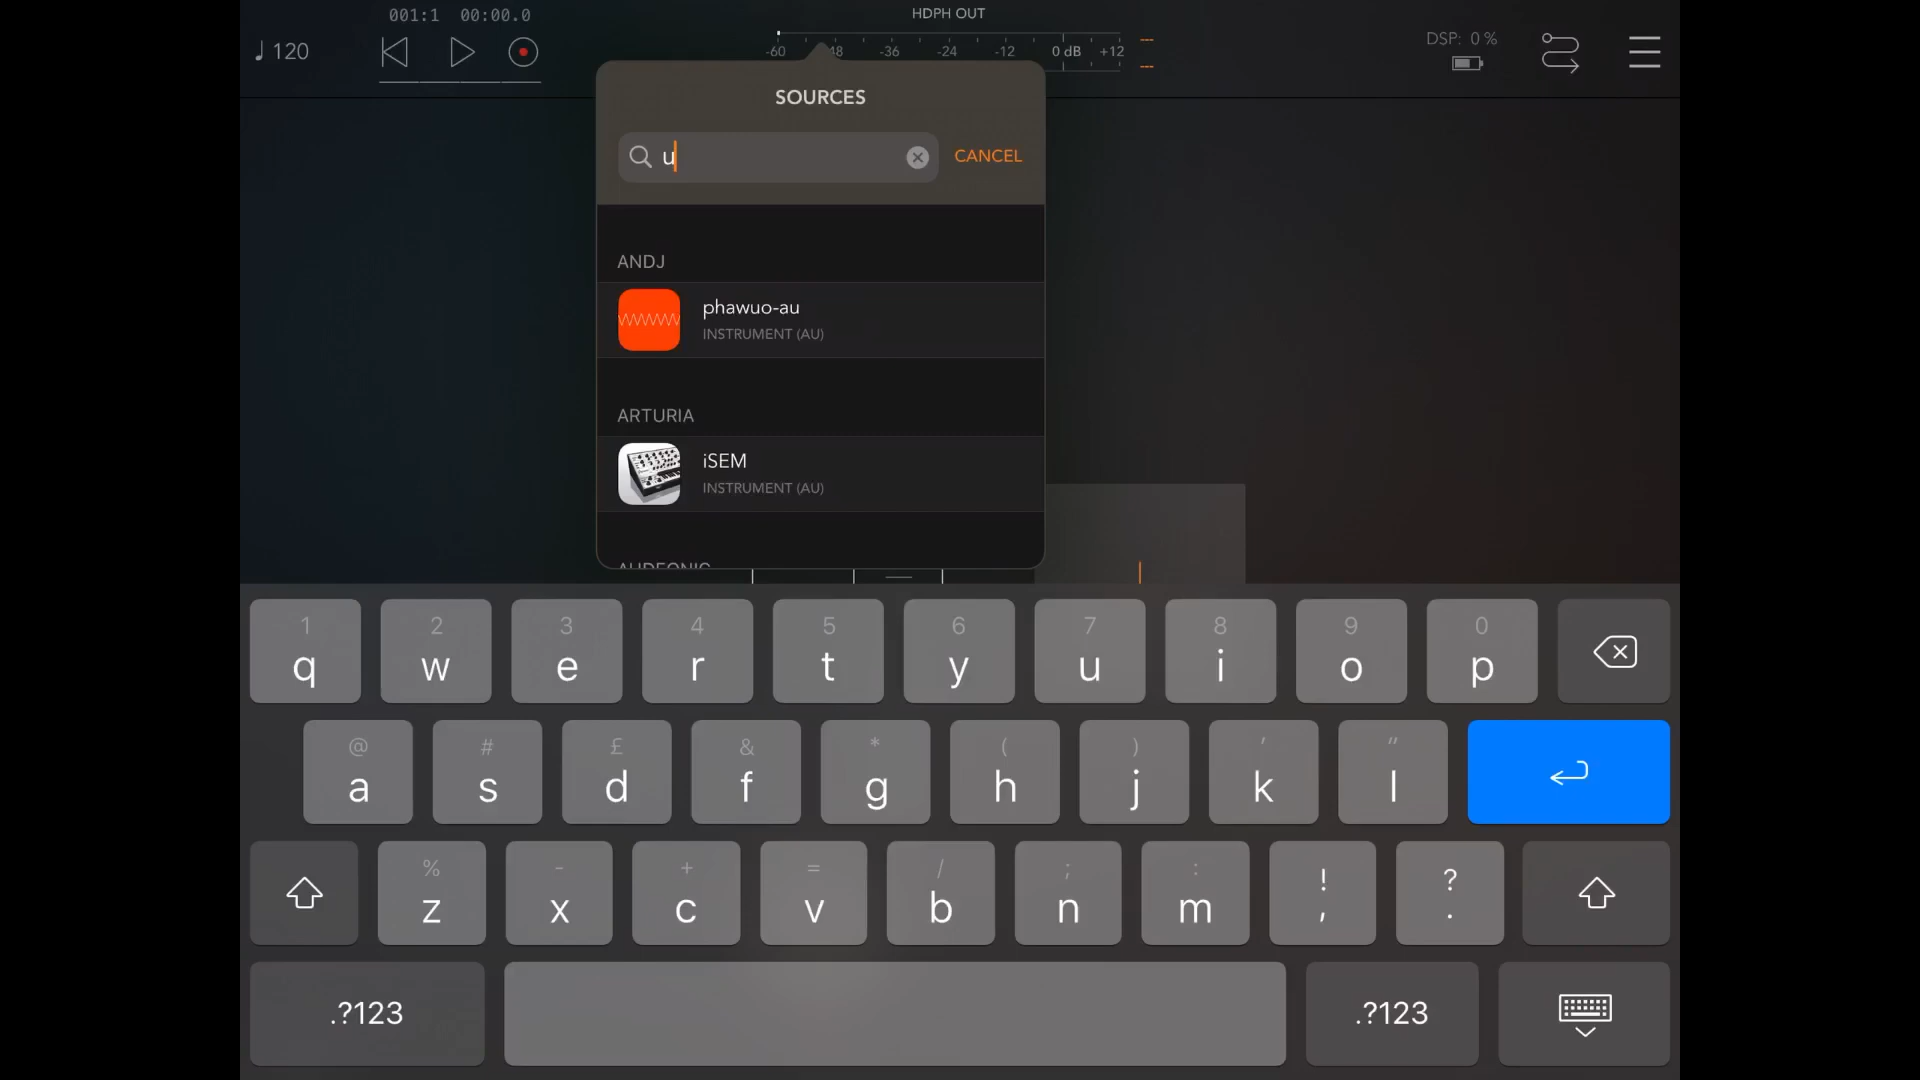 001:1 00:00.0
HDPH OUT
♩ 120
-60 48 -36 -24 -12 0 dB +12
DSP: 0 %
SOURCES
u
CANCEL
ANDJ
phawuo-au
INSTRUMENT (AU)
ARTURIA
iSEM
INSTRUMENT (AU)
AUDEONIC
1 2 3 4 5 6 7 8 9 0
q w e r t y u i o p
@ # £ & * ( ) ' "
a s d f g h j k l
% - + = / ; : ! ?
z x c v b n m , .
.?123 .?123